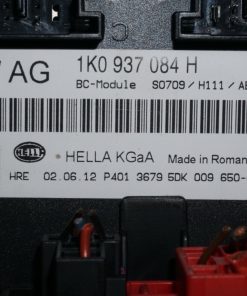 AG 1K0 937 084 H
BC-Module S0709/H111/
HELLA HELLA KGaA Made in Roman
HRE 02.06.12 P401 3679 5DK 009 650-